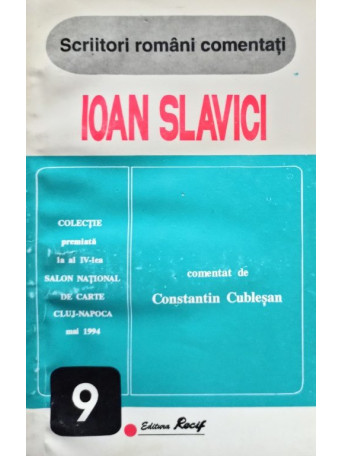 Scriitori români comentați
IOAN SLAVICI
COLECȚIE
premiată
la al IV-lea
SALON NAȚIONAL
DE CARTE
CLUJ-NAPOCA
mai 1994
comentat de
Constantin Cubleșan
9
Editura Recif